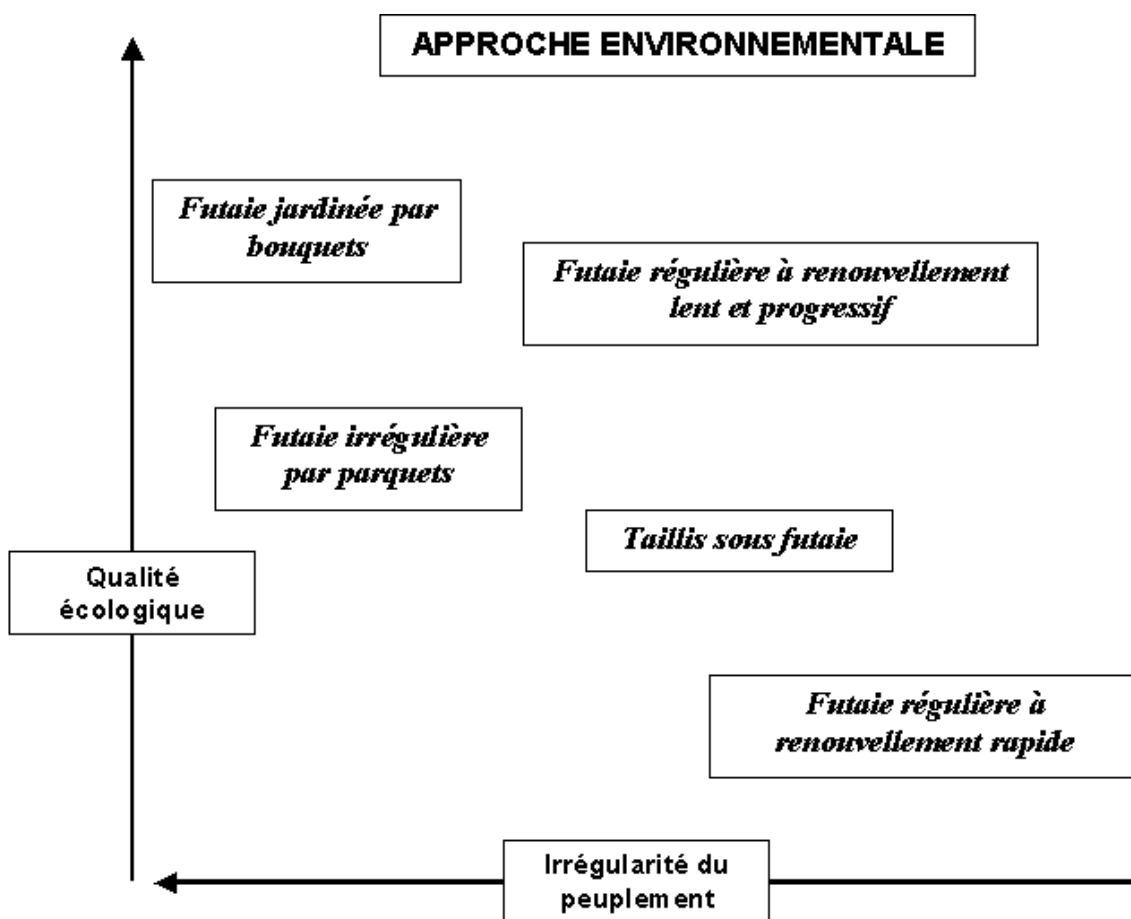 APPROCHE ENVIRONNEMENTALE
Futaie jardinée par
bouquets
Futaie régulière à renouvellement
lent et progressif
Futaie irrégulière
par parquets
Taillis sous futaie
Qualité
écologique
Futaie régulière à
renouvellement rapide
Irrégularité du
peuplement